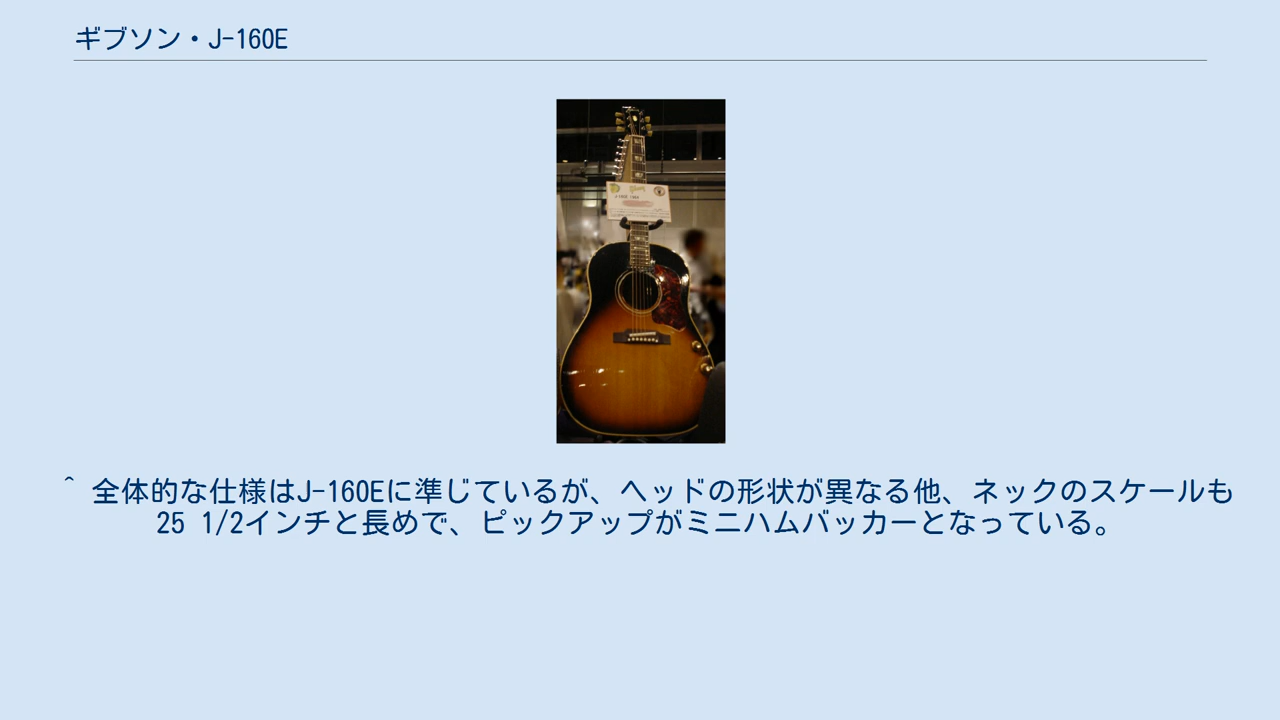 ギブソン・J-160E
^ 全体的な仕様はJ-160Eに準じているが、ヘッドの形状が異なる他、ネックのスケールも
25 1/2インチと長めで、ピックアップがミニハムバッカーとなっている。